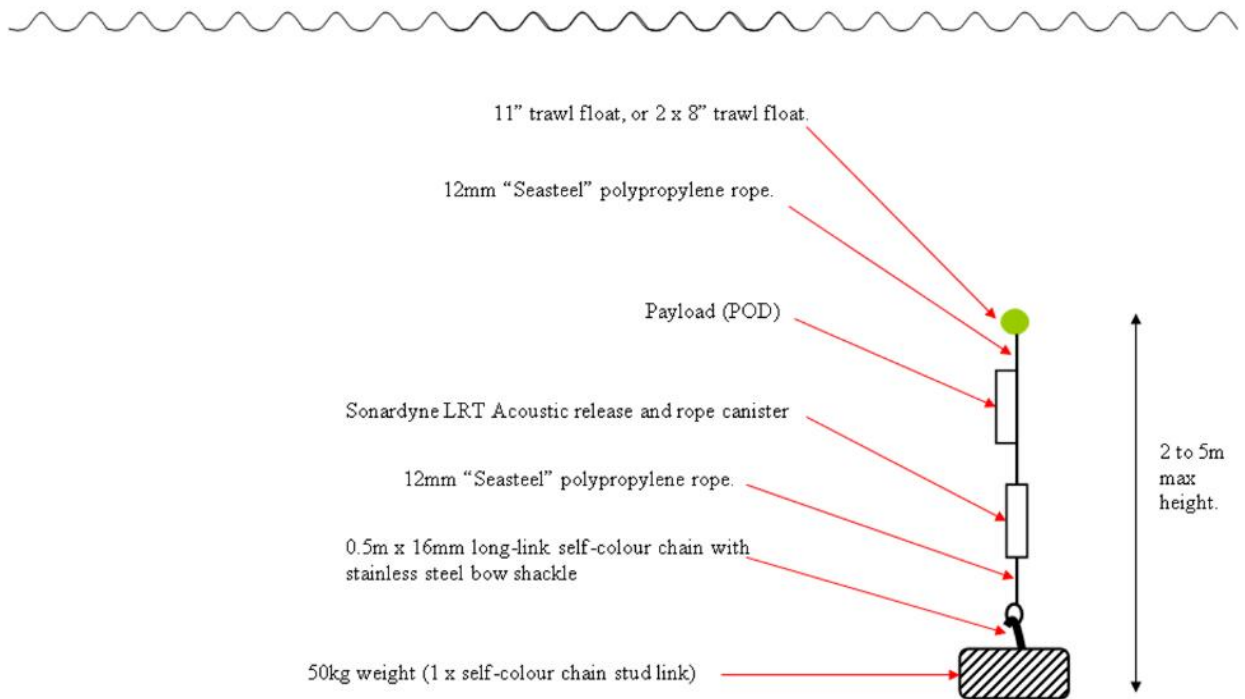 11” trawl float, or 2 x 8” trawl float.
12mm “Seasteel” polypropylene rope.
Payload (POD)
Sonardyne LRT Acoustic release and rope canister
12mm “Seasteel” polypropylene rope.
0.5m x 16mm long-link self-colour chain with
stainless steel bow shackle
50kg weight (1 x self-colour chain stud link)
2 to 5m
max
height.